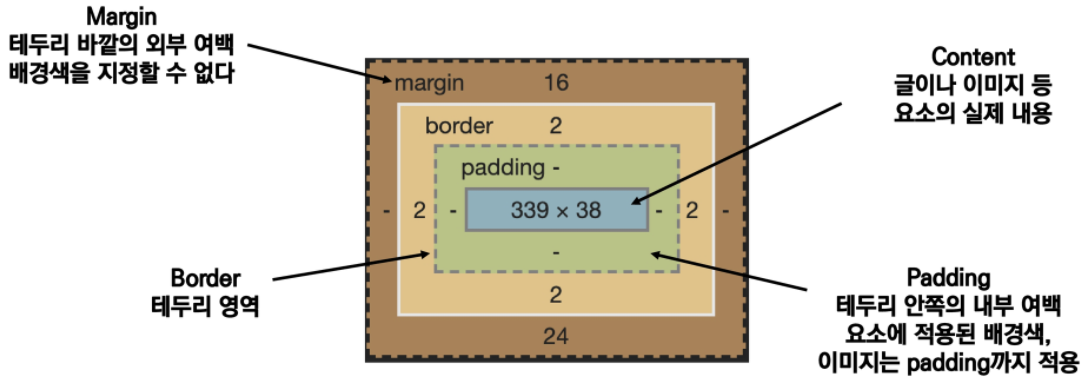 Margin
테두리 바깥의 외부 여백
배경색을 지정할 수 없다
Content
글이나 이미지 등
요소의 실제 내용
margin 16
border 2
padding -
- 2 - 339 × 38 - 2 -
-
2
24
Border
테두리 영역
Padding
테두리 안쪽의 내부 여백
요소에 적용된 배경색,
이미지는 padding까지 적용